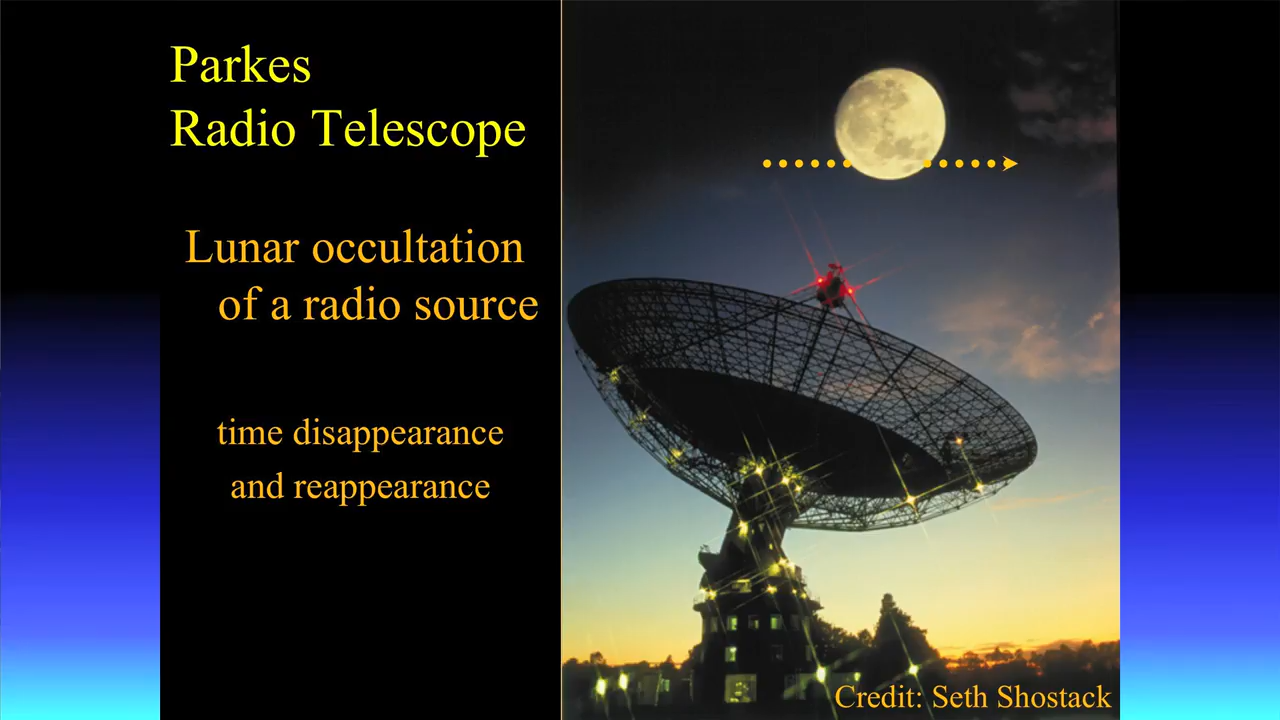 Parkes
Radio Telescope
Lunar occultation
of a radio source
time disappearance
and reappearance
Credit: Seth Shostack